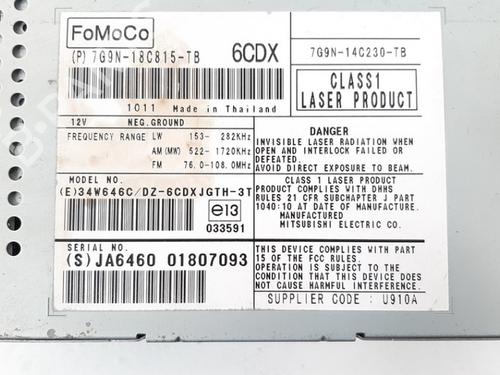 FoMoCo
(P) 7G9N-18C815-TB 6CDX
7G9N-14C230-TB
1011 Made in Thailand
CLASS1
LASER PRODUCT
12V NEG.GROUND
FREQUENCY RANGE LW 153- 282KHz
AM(MW) 522- 1720KHz
FM 76.0-108.0MHz
DANGER
INVISIBLE LASER RADIATION WHEN
OPEN AND INTERLOCK FAILED OR
DEFEATED.
AVOID DIRECT EXPOSURE TO BEAM.
MODEL NO.
(E)34W646C/DZ-6CDXJGTH-3T
e13
033591
CLASS 1 LASER PRODUCT
PRODUCT COMPLIES WITH DHHS
RULES 21 CFR SUBCHAPTER J PART
1040:10 AT DATE OF MANUFACTURE.
MANUFACTURED:
MITSUBISHI ELECTRIC CO.
SERIAL NO.
(S)JA6460 01807093
THIS DEVICE COMPLIES WITH PART
15 OF THE FCC RULES.
OPERATION IS SUBJECT TO THE
CONDITION THAT THIS DEVICE DOES
NOT CAUSE HARMFUL INTERFERENCE.
SUPPLIER CODE : U910A